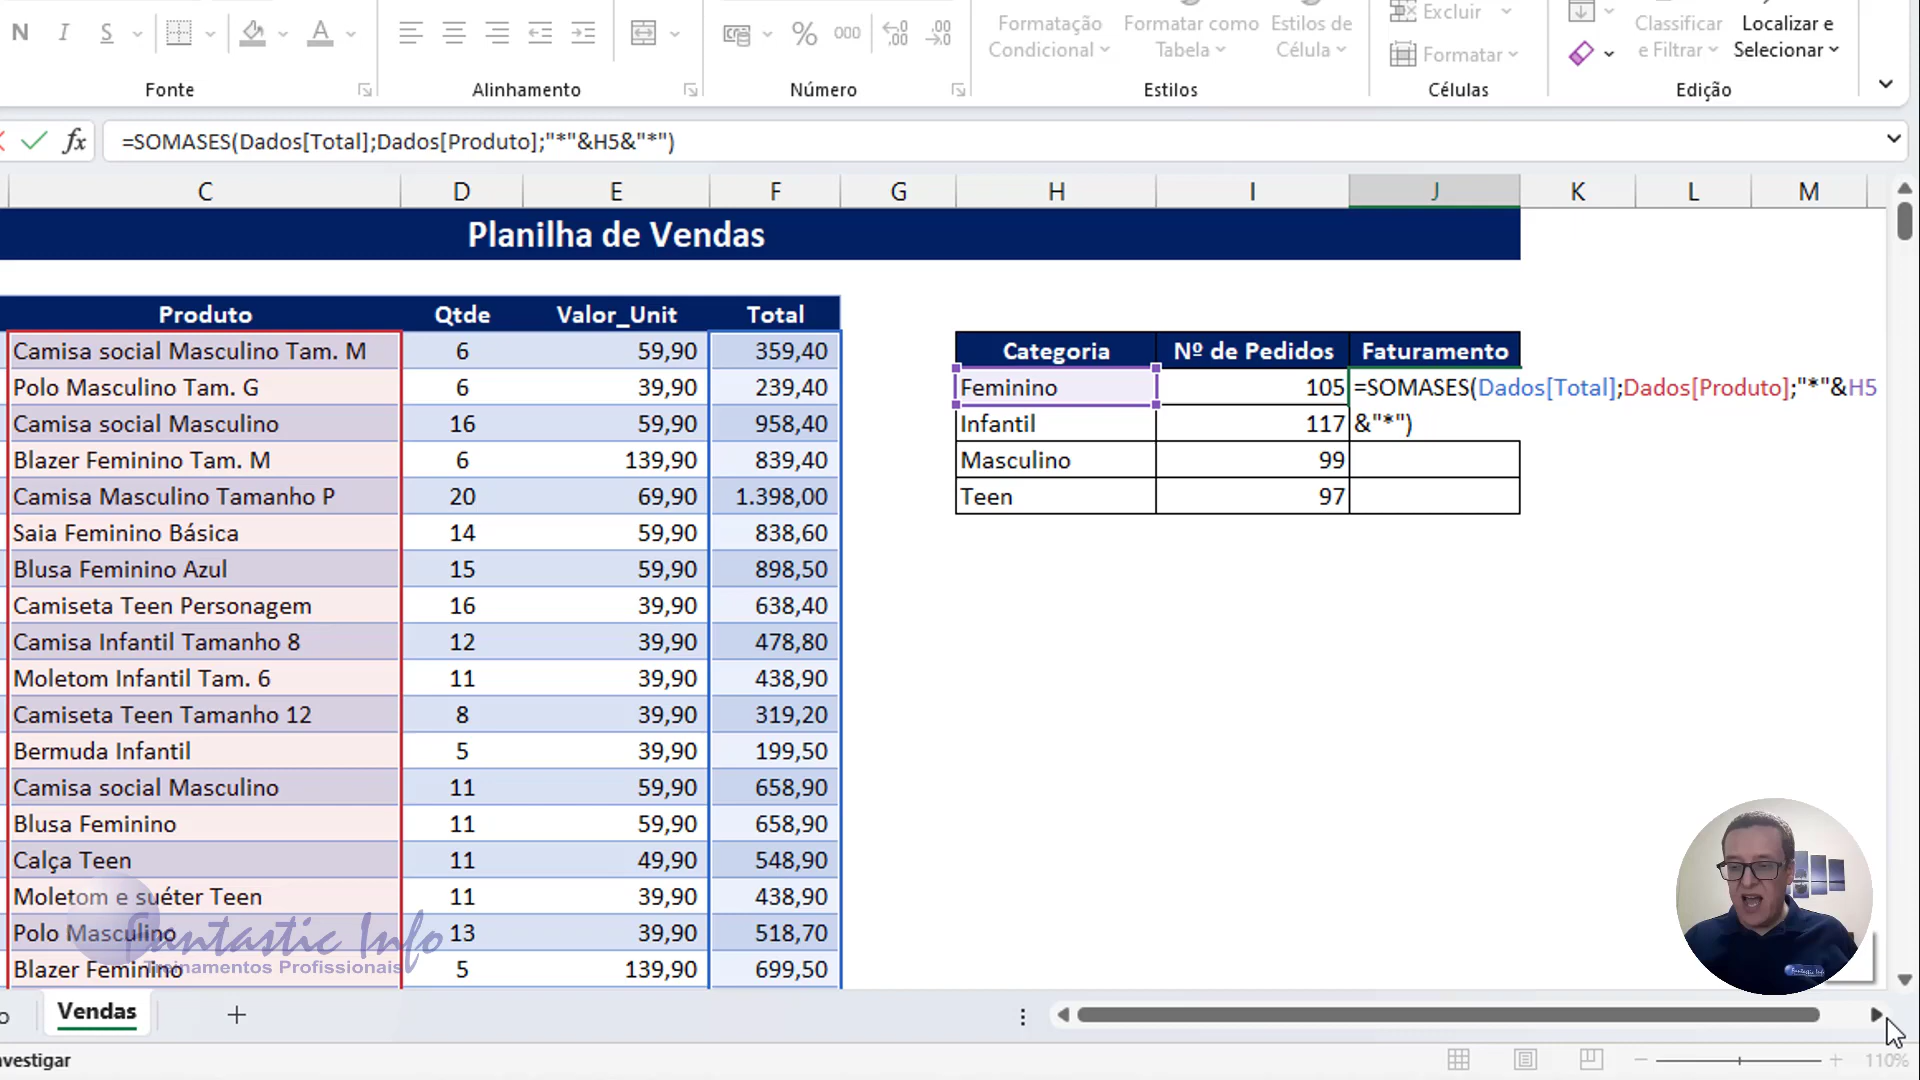 N I S
% 000
Formatação Condicional
Formatar como Tabela
Estilos de Célula
Excluir
Formatar
Classificar e Filtrar
Localizar e Selecionar
Fonte Alinhamento Número Estilos Células Edição
fx =SOMASES(Dados[Total];Dados[Produto];"*"&H5&"*")
C D E F G H I J K L M
Planilha de Vendas
Produto Qtde Valor_Unit Total
Camisa social Masculino Tam. M 6 59,90 359,40
Polo Masculino Tam. G 6 39,90 239,40
Camisa social Masculino 16 59,90 958,40
Blazer Feminino Tam. M 6 139,90 839,40
Camisa Masculino Tamanho P 20 69,90 1.398,00
Saia Feminino Básica 14 59,90 838,60
Blusa Feminino Azul 15 59,90 898,50
Camiseta Teen Personagem 16 39,90 638,40
Camisa Infantil Tamanho 8 12 39,90 478,80
Moletom Infantil Tam. 6 11 39,90 438,90
Camiseta Teen Tamanho 12 8 39,90 319,20
Bermuda Infantil 5 39,90 199,50
Camisa social Masculino 11 59,90 658,90
Blusa Feminino 11 59,90 658,90
Calça Teen 11 49,90 548,90
Moletom e suéter Teen 11 39,90 438,90
Polo Masculino 13 39,90 518,70
Blazer Feminino 5 139,90 699,50
Categoria Nº de Pedidos Faturamento
Feminino 105 =SOMASES(Dados[Total];Dados[Produto];"*"&H5
Infantil 117 &"*")
Masculino 99
Teen 97
Fantastic Info
Treinamentos Profissionais
Fantastic Info
o Vendas +
nvestigar
110%